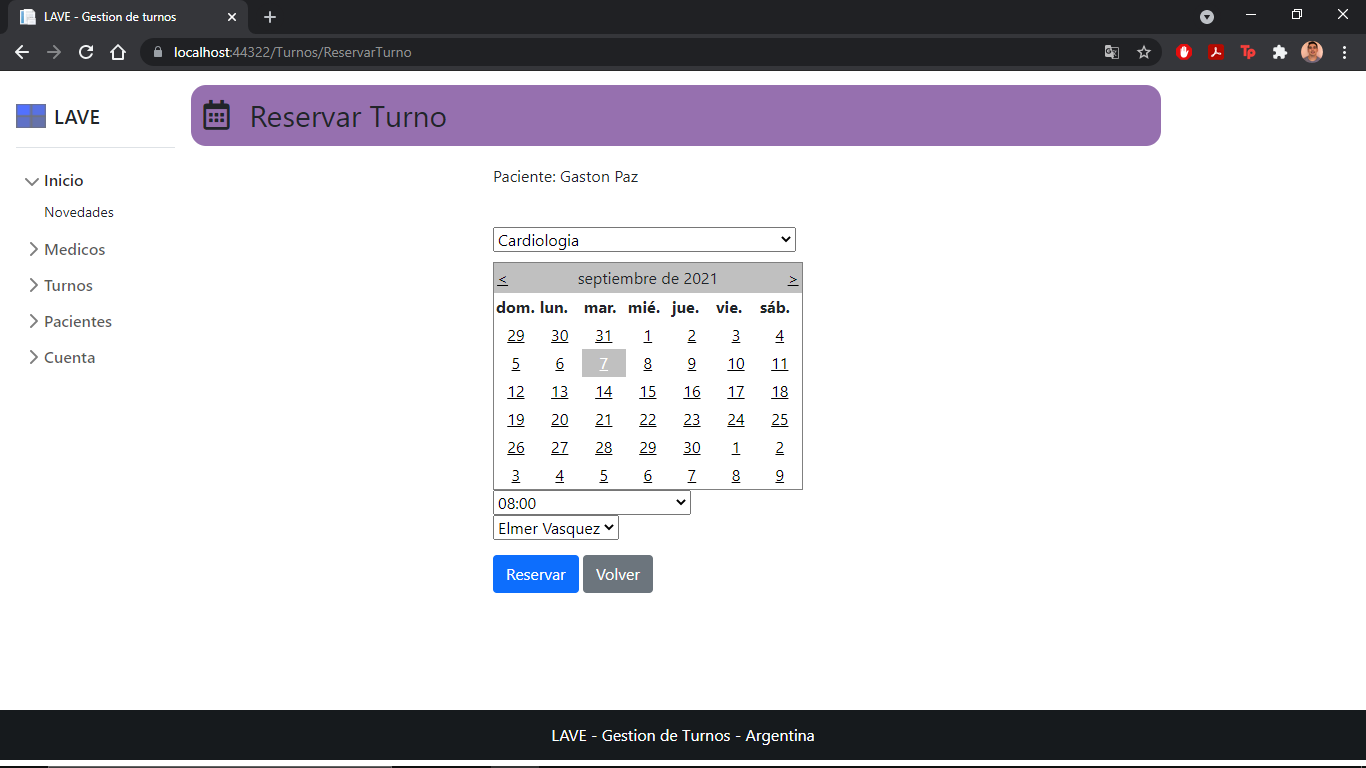 LAVE - Gestion de turnos
localhost:44322/Turnos/ReservarTurno
LAVE
Reservar Turno
Inicio
Novedades
Medicos
Turnos
Pacientes
Cuenta
Paciente: Gaston Paz
Cardiologia
< septiembre de 2021 >
dom. lun. mar. mié. jue. vie. sáb.
29 30 31 1 2 3 4
5 6 7 8 9 10 11
12 13 14 15 16 17 18
19 20 21 22 23 24 25
26 27 28 29 30 1 2
3 4 5 6 7 8 9
08:00
Elmer Vasquez
Reservar Volver
LAVE - Gestion de Turnos - Argentina